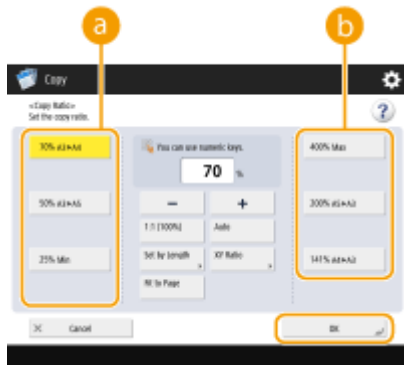 a
b
Copy
<Copy Ratio>
Set the copy ratio.
?
70% A3►A4
You can use numeric keys.
400% Max
70 %
50% A3►A5
−
+
200% A5►A3
1:1 (100%)
Auto
25% Min
Set by Length
XY Ratio
141% A4►A3
Fit to Page
× Cancel
OK